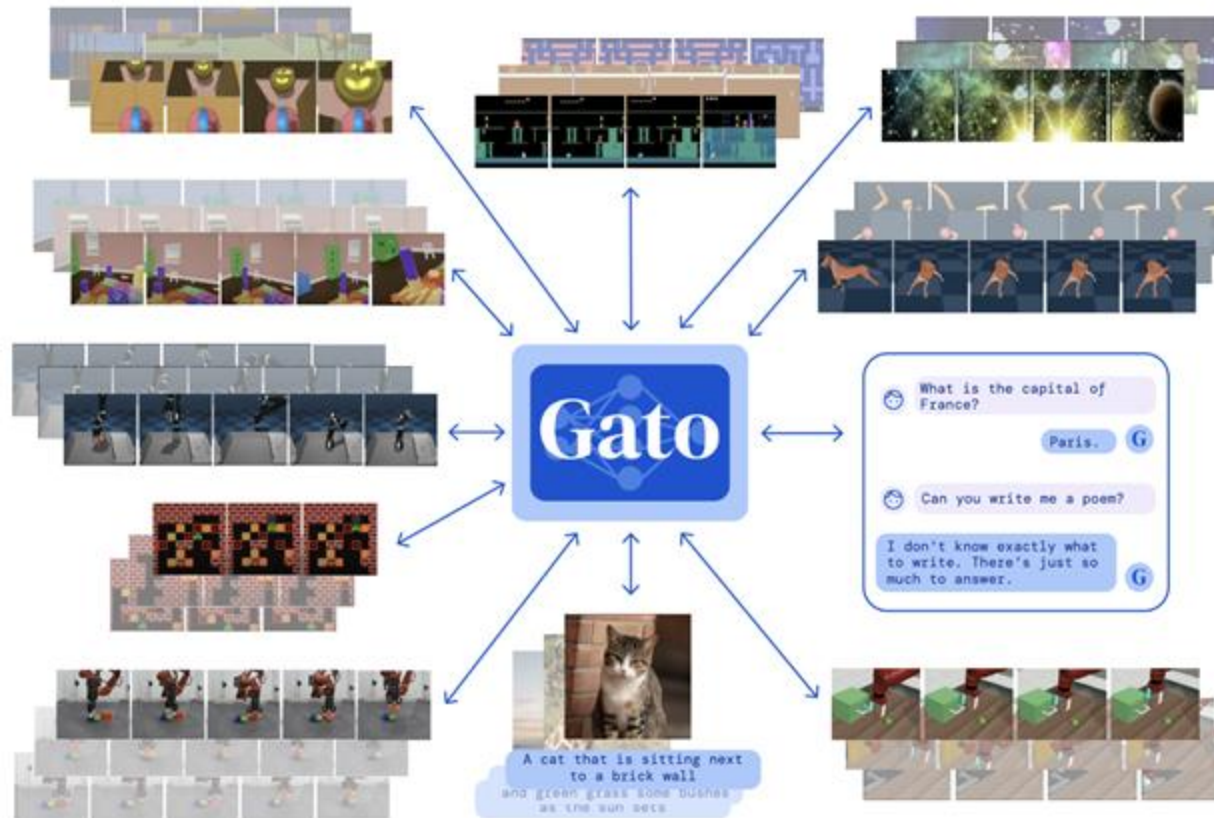 Gato
What is the capital of
France?
Paris.
G
Can you write me a poem?
I don't know exactly what
to write. There's just so
much to answer.
G
A cat that is sitting next
to a brick wall
and green grass some bushes
as the sun sets